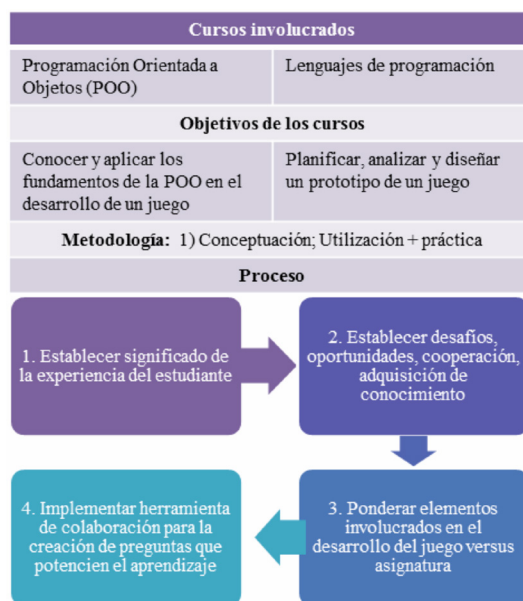 Cursos involucrados
Programación Orientada a
Objetos (POO)
Lenguajes de programación
Objetivos de los cursos
Conocer y aplicar los
fundamentos de la POO en el
desarrollo de un juego
Planificar, analizar y diseñar
un prototipo de un juego
Metodología: 1) Conceptuación; Utilización + práctica
Proceso
1. Establecer significado de
la experiencia del estudiante
2. Establecer desafíos,
oportunidades, cooperación,
adquisición de
conocimiento
3. Ponderar elementos
involucrados en el
desarrollo del juego versus
asignatura
4. Implementar herramienta
de colaboración para la
creación de preguntas que
potencien el aprendizaje